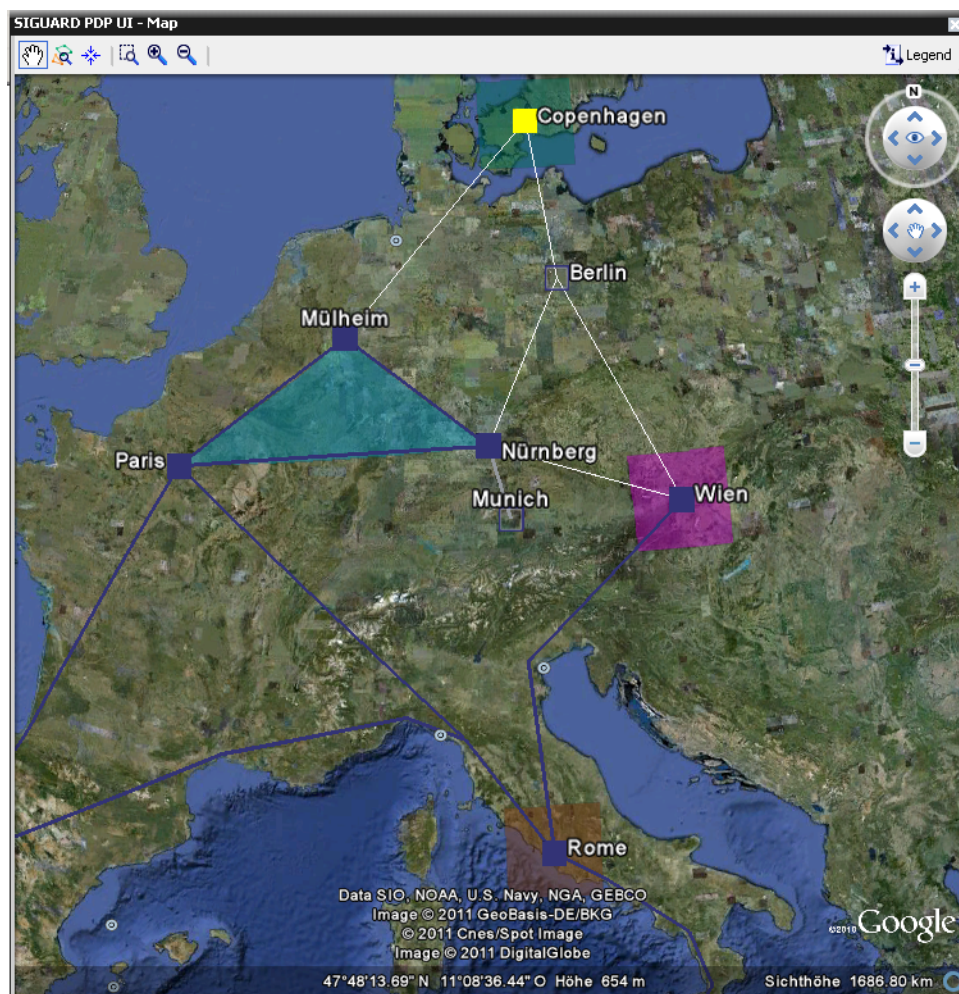 SIGUARD PDP UI - Map
Legend
N
Copenhagen
Berlin
Mülheim
Paris
Nürnberg
Munich
Wien
Rome
Data SIO, NOAA, U.S. Navy, NGA, GEBCO
Image © 2011 GeoBasis-DE/BKG
© 2011 Cnes/Spot Image
Image © 2011 DigitalGlobe
©2010 Google
47°48'13.69" N 11°08'36.44" O Höhe 654 m
Sichthöhe 1686.80 km